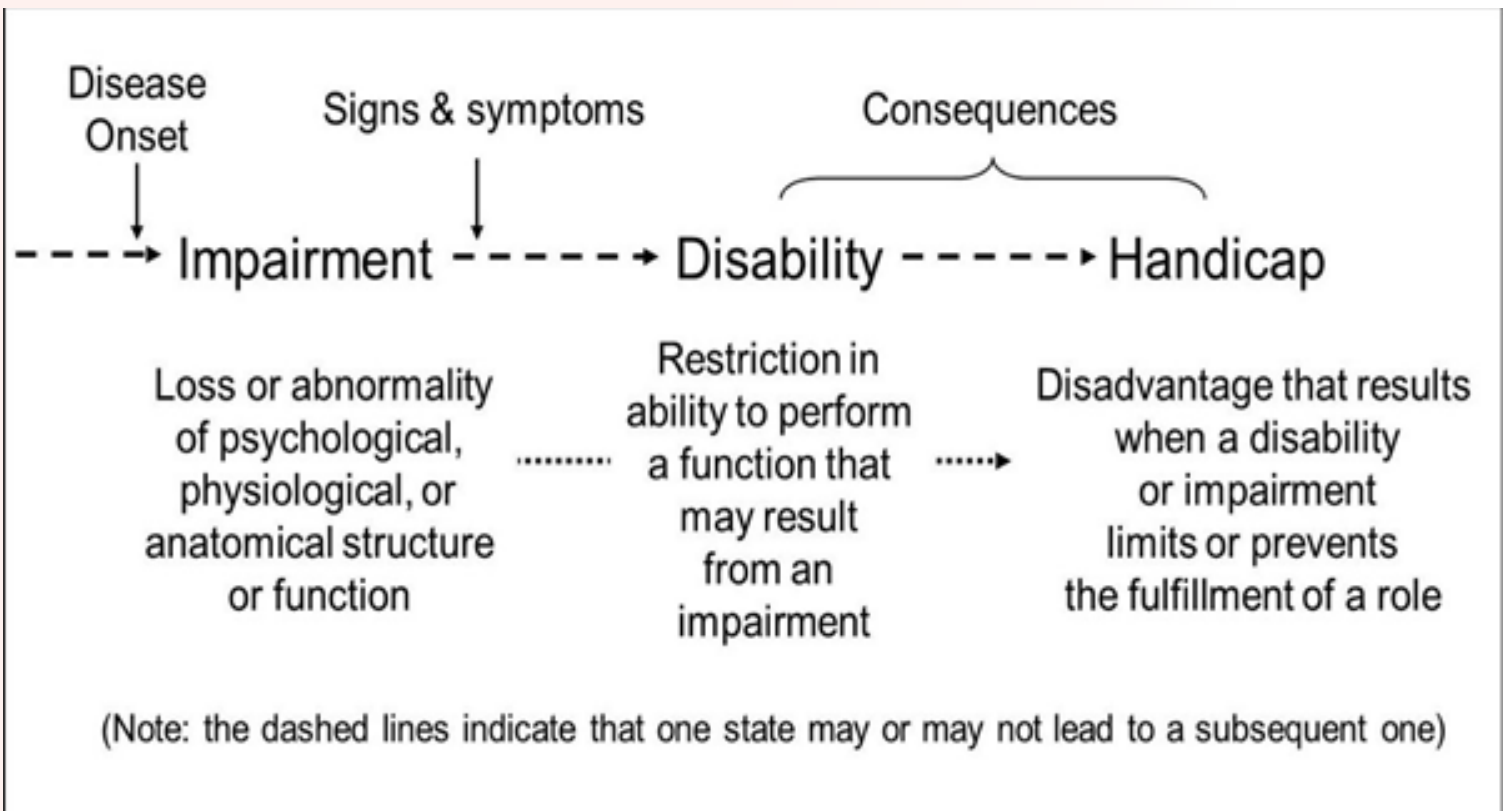 Disease
Onset
Signs & symptoms
Consequences
Impairment
Disability
Handicap
Loss or abnormality
of psychological,
physiological, or
anatomical structure
or function
Restriction in
ability to perform
a function that
may result
from an
impairment
Disadvantage that results
when a disability
or impairment
limits or prevents
the fulfillment of a role
(Note: the dashed lines indicate that one state may or may not lead to a subsequent one)